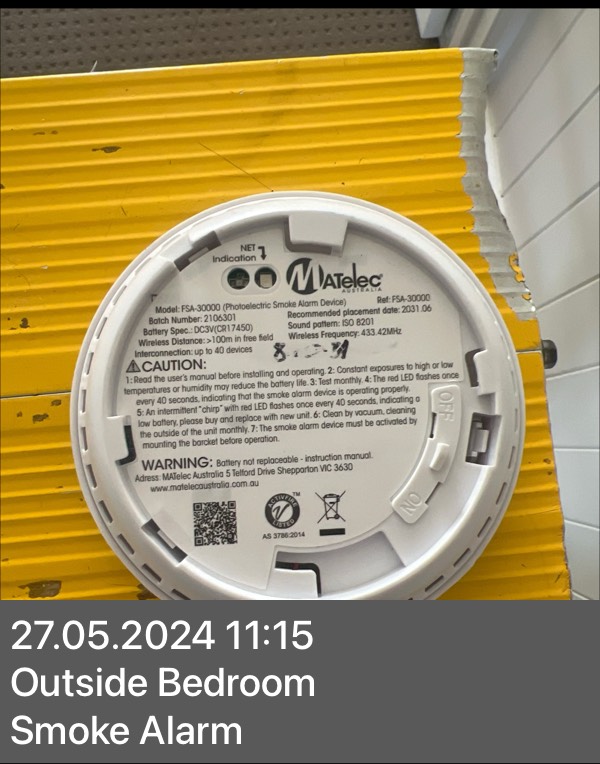 NET
Indication
MATelec
AUSTRALIA
Model: FSA-30000 (Photoelectric Smoke Alarm Device)
Ref: FSA-30000
Batch Number: 2106301
Recommended placement date: 2031.06
Battery Spec.: DC3V(CR17450)
Sound pattern: ISO 8201
Wireless Distance: >100m in free field
Wireless Frequency: 433.42MHz
Interconnection: up to 40 devices
CAUTION:
1: Read the user's manual before installing and operating. 2: Constant exposures to high or low
temperatures or humidity may reduce the battery life. 3: Test monthly. 4: The red LED flashes once
every 40 seconds, indicating that the smoke alarm device is operating properly.
5: An intermittent "chirp" with red LED flashes once every 40 seconds, indicating a
low battery, please buy and replace with new unit. 6: Clean by vacuum, cleaning
the outside of the unit monthly. 7: The smoke alarm device must be activated by
mounting the barcket before operation.
OFF
ON
WARNING: Battery not replaceable - instruction manual.
Adress: MATelec Australia 5 Telford Drive Shepparton VIC 3630
www.matelecaustralia.com.au
ACTIVFIRE
LISTED
TM
AS 3786:2014
27.05.2024 11:15
Outside Bedroom
Smoke Alarm